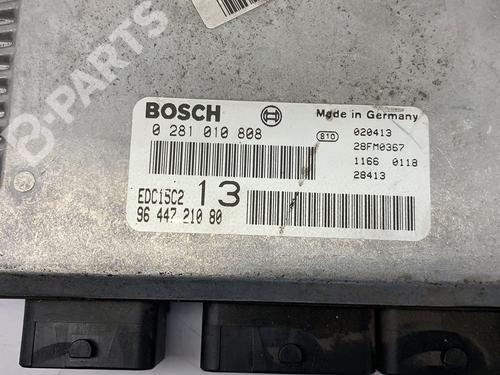 B-PARTS
BOSCH
Made in Germany
0 281 010 808
810
020413
28FM0367
1166 0118
28413
EDC15C2 13
96 447 210 80